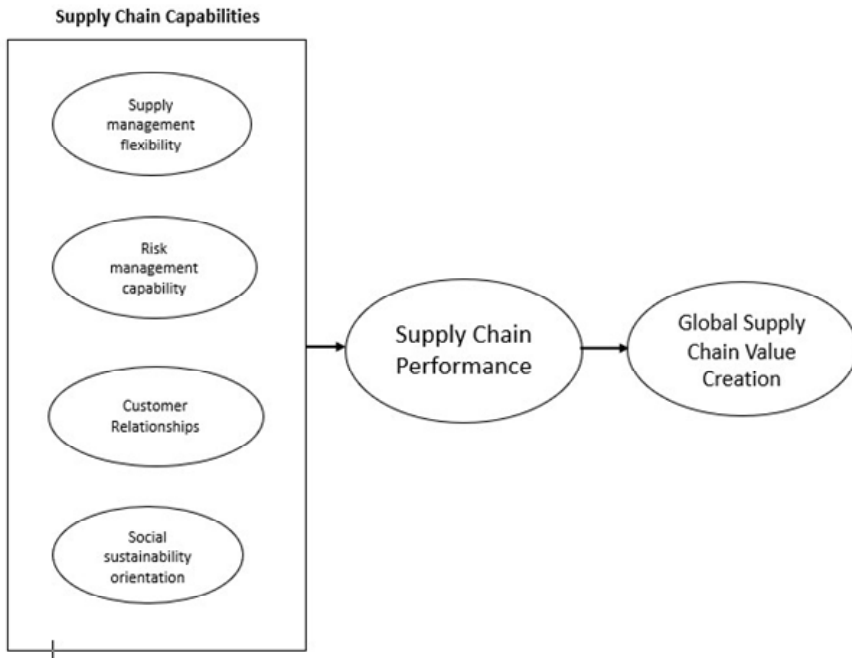 Supply Chain Capabilities
Supply
management
flexibility
Risk
management
capability
Customer
Relationships
Social
sustainability
orientation
Supply Chain
Performance
Global Supply
Chain Value
Creation